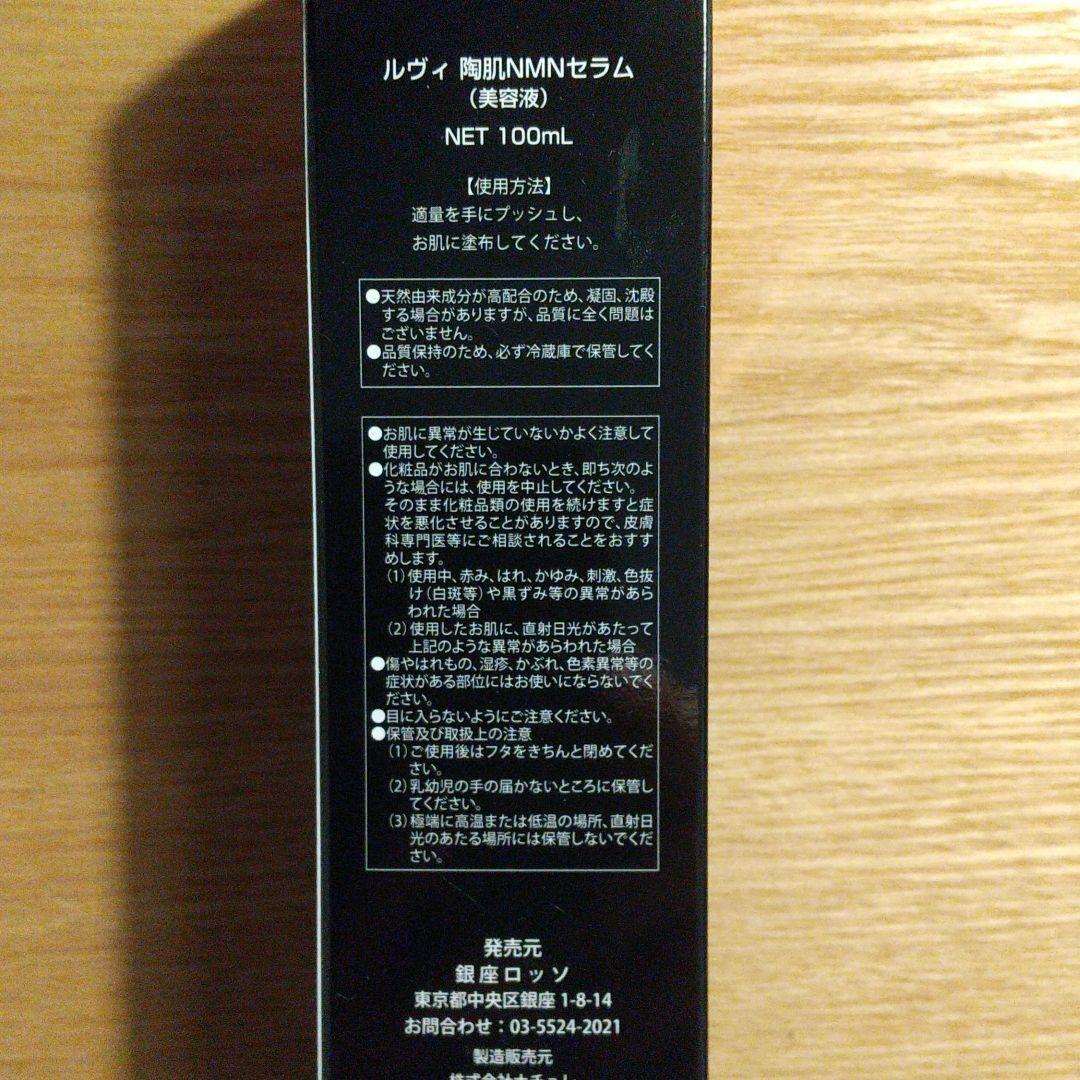 ルヴィ 陶肌NMNセラム
（美容液）
NET 100mL
【使用方法】
適量を手にプッシュし、
お肌に塗布してください。
●天然由来成分が高配合のため、凝固、沈殿
する場合がありますが、品質に全く問題は
ございません。
●品質保持のため、必ず冷蔵庫で保管してく
ださい。
●お肌に異常が生じていないかよく注意して
使用してください。
●化粧品がお肌に合わないとき、即ち次のよ
うな場合には、使用を中止してください。
そのまま化粧品類の使用を続けますと症
状を悪化させることがありますので、皮膚
科専門医等にご相談されることをおすす
めします。
(1)使用中、赤み、はれ、かゆみ、刺激、色抜
け(白斑等)や黒ずみ等の異常があら
われた場合
(2)使用したお肌に、直射日光があたって
上記のような異常があらわれた場合
●傷やはれもの、湿疹、かぶれ、色素異常等の
症状がある部位にはお使いにならないでく
ださい。
●目に入らないようにご注意ください。
●保管及び取扱上の注意
(1)ご使用後はフタをきちんと閉めてくだ
さい。
(2)乳幼児の手の届かないところに保管し
てください。
(3)極端に高温または低温の場所、直射日
光のあたる場所には保管しないでくだ
さい。
発売元
銀座ロッソ
東京都中央区銀座 1-8-14
お問合わせ：03-5524-2021
製造販売元
株式会社ナチュレ